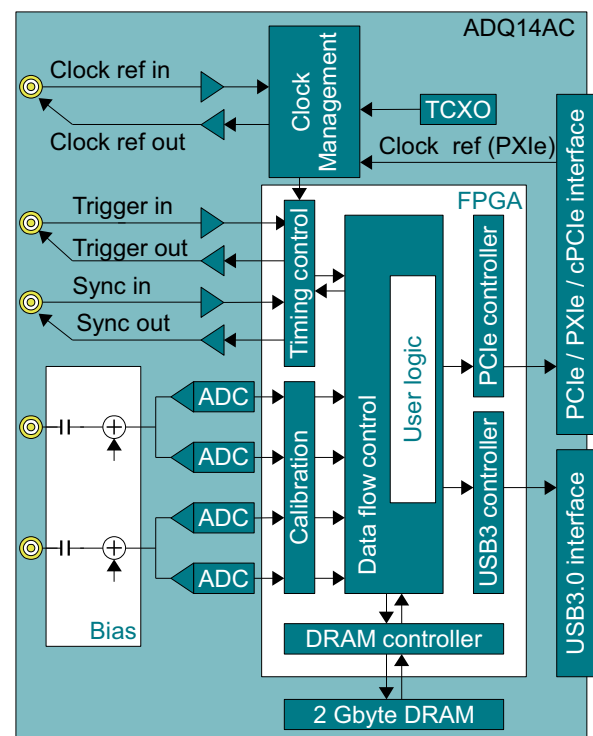 ADQ14AC
Clock ref in
Clock ref out
Clock
Management
TCXO
Clock ref (PXIe)
FPGA
Trigger in
Trigger out
Sync in
Sync out
Timing control
Data flow control
User logic
PCIe controller
PCIe / PXIe / cPCIe interface
ADC
ADC
ADC
ADC
Calibration
USB3 controller
USB3.0 interface
Bias
DRAM controller
2 Gbyte DRAM